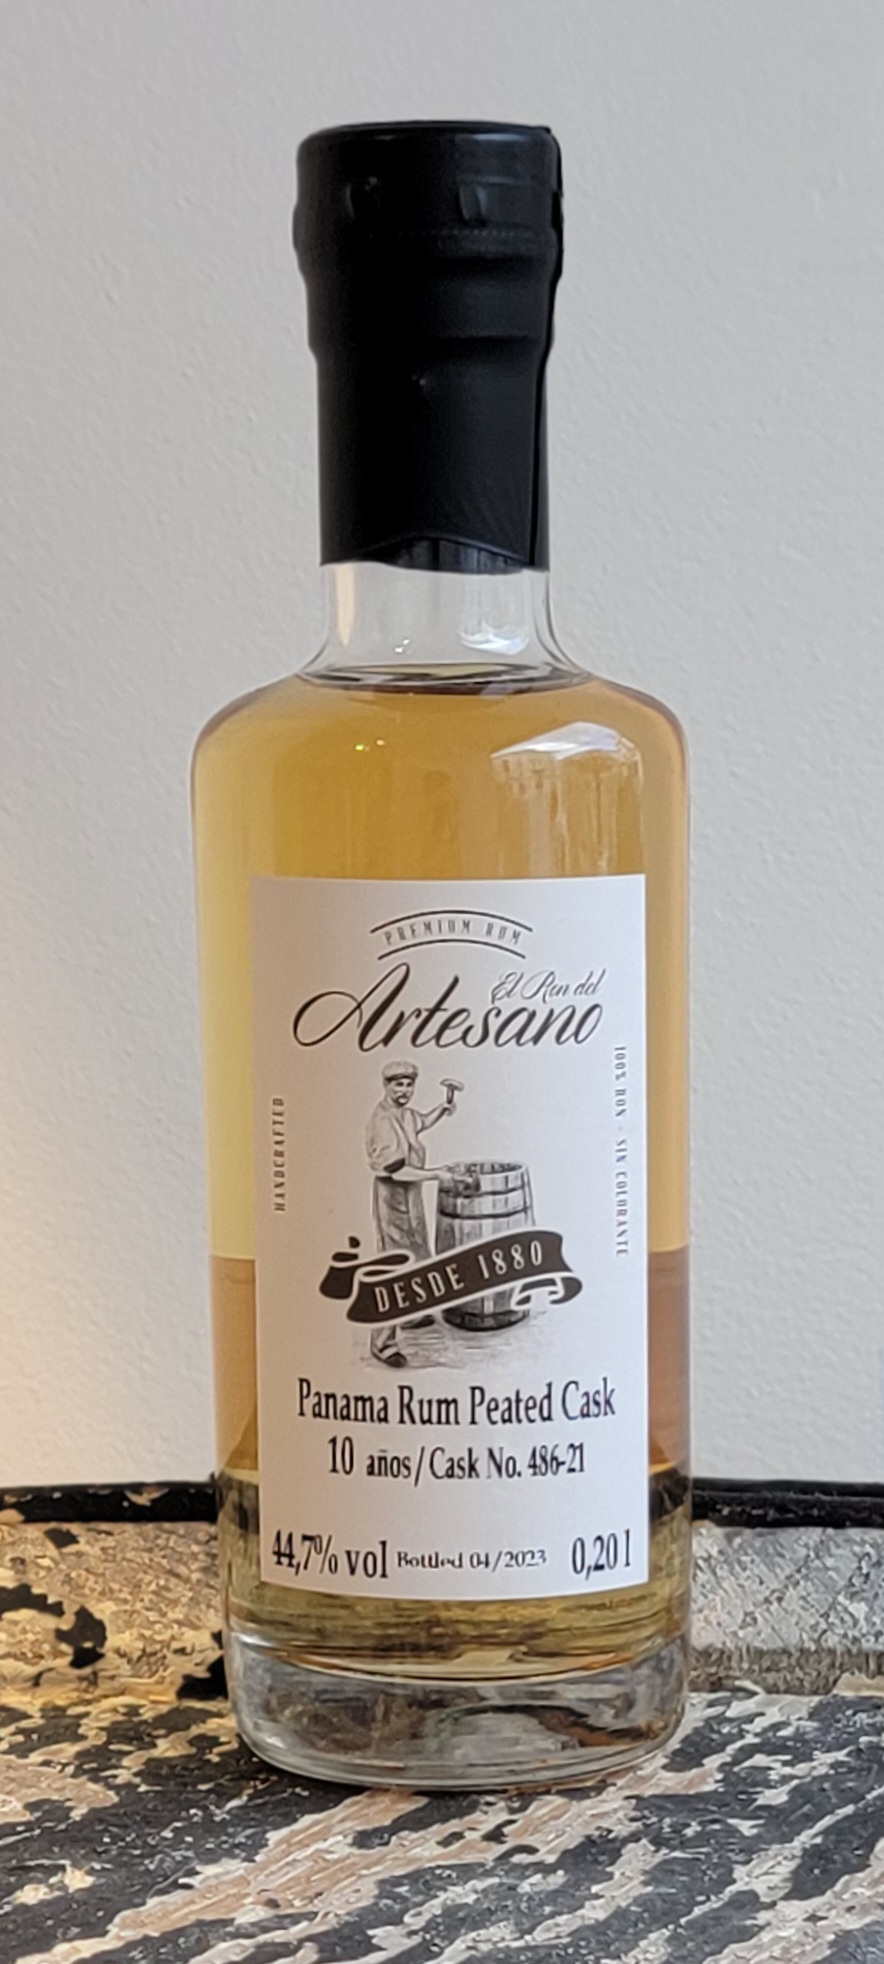 PREMIUM RUM
El Ron del
Artesano
HANDCRAFTED
100% RON - SIN COLORANTE
DESDE 1880
Panama Rum Peated Cask
10 años/Cask No. 486-21
44,7% vol Bottled 04/2023 0,20 l